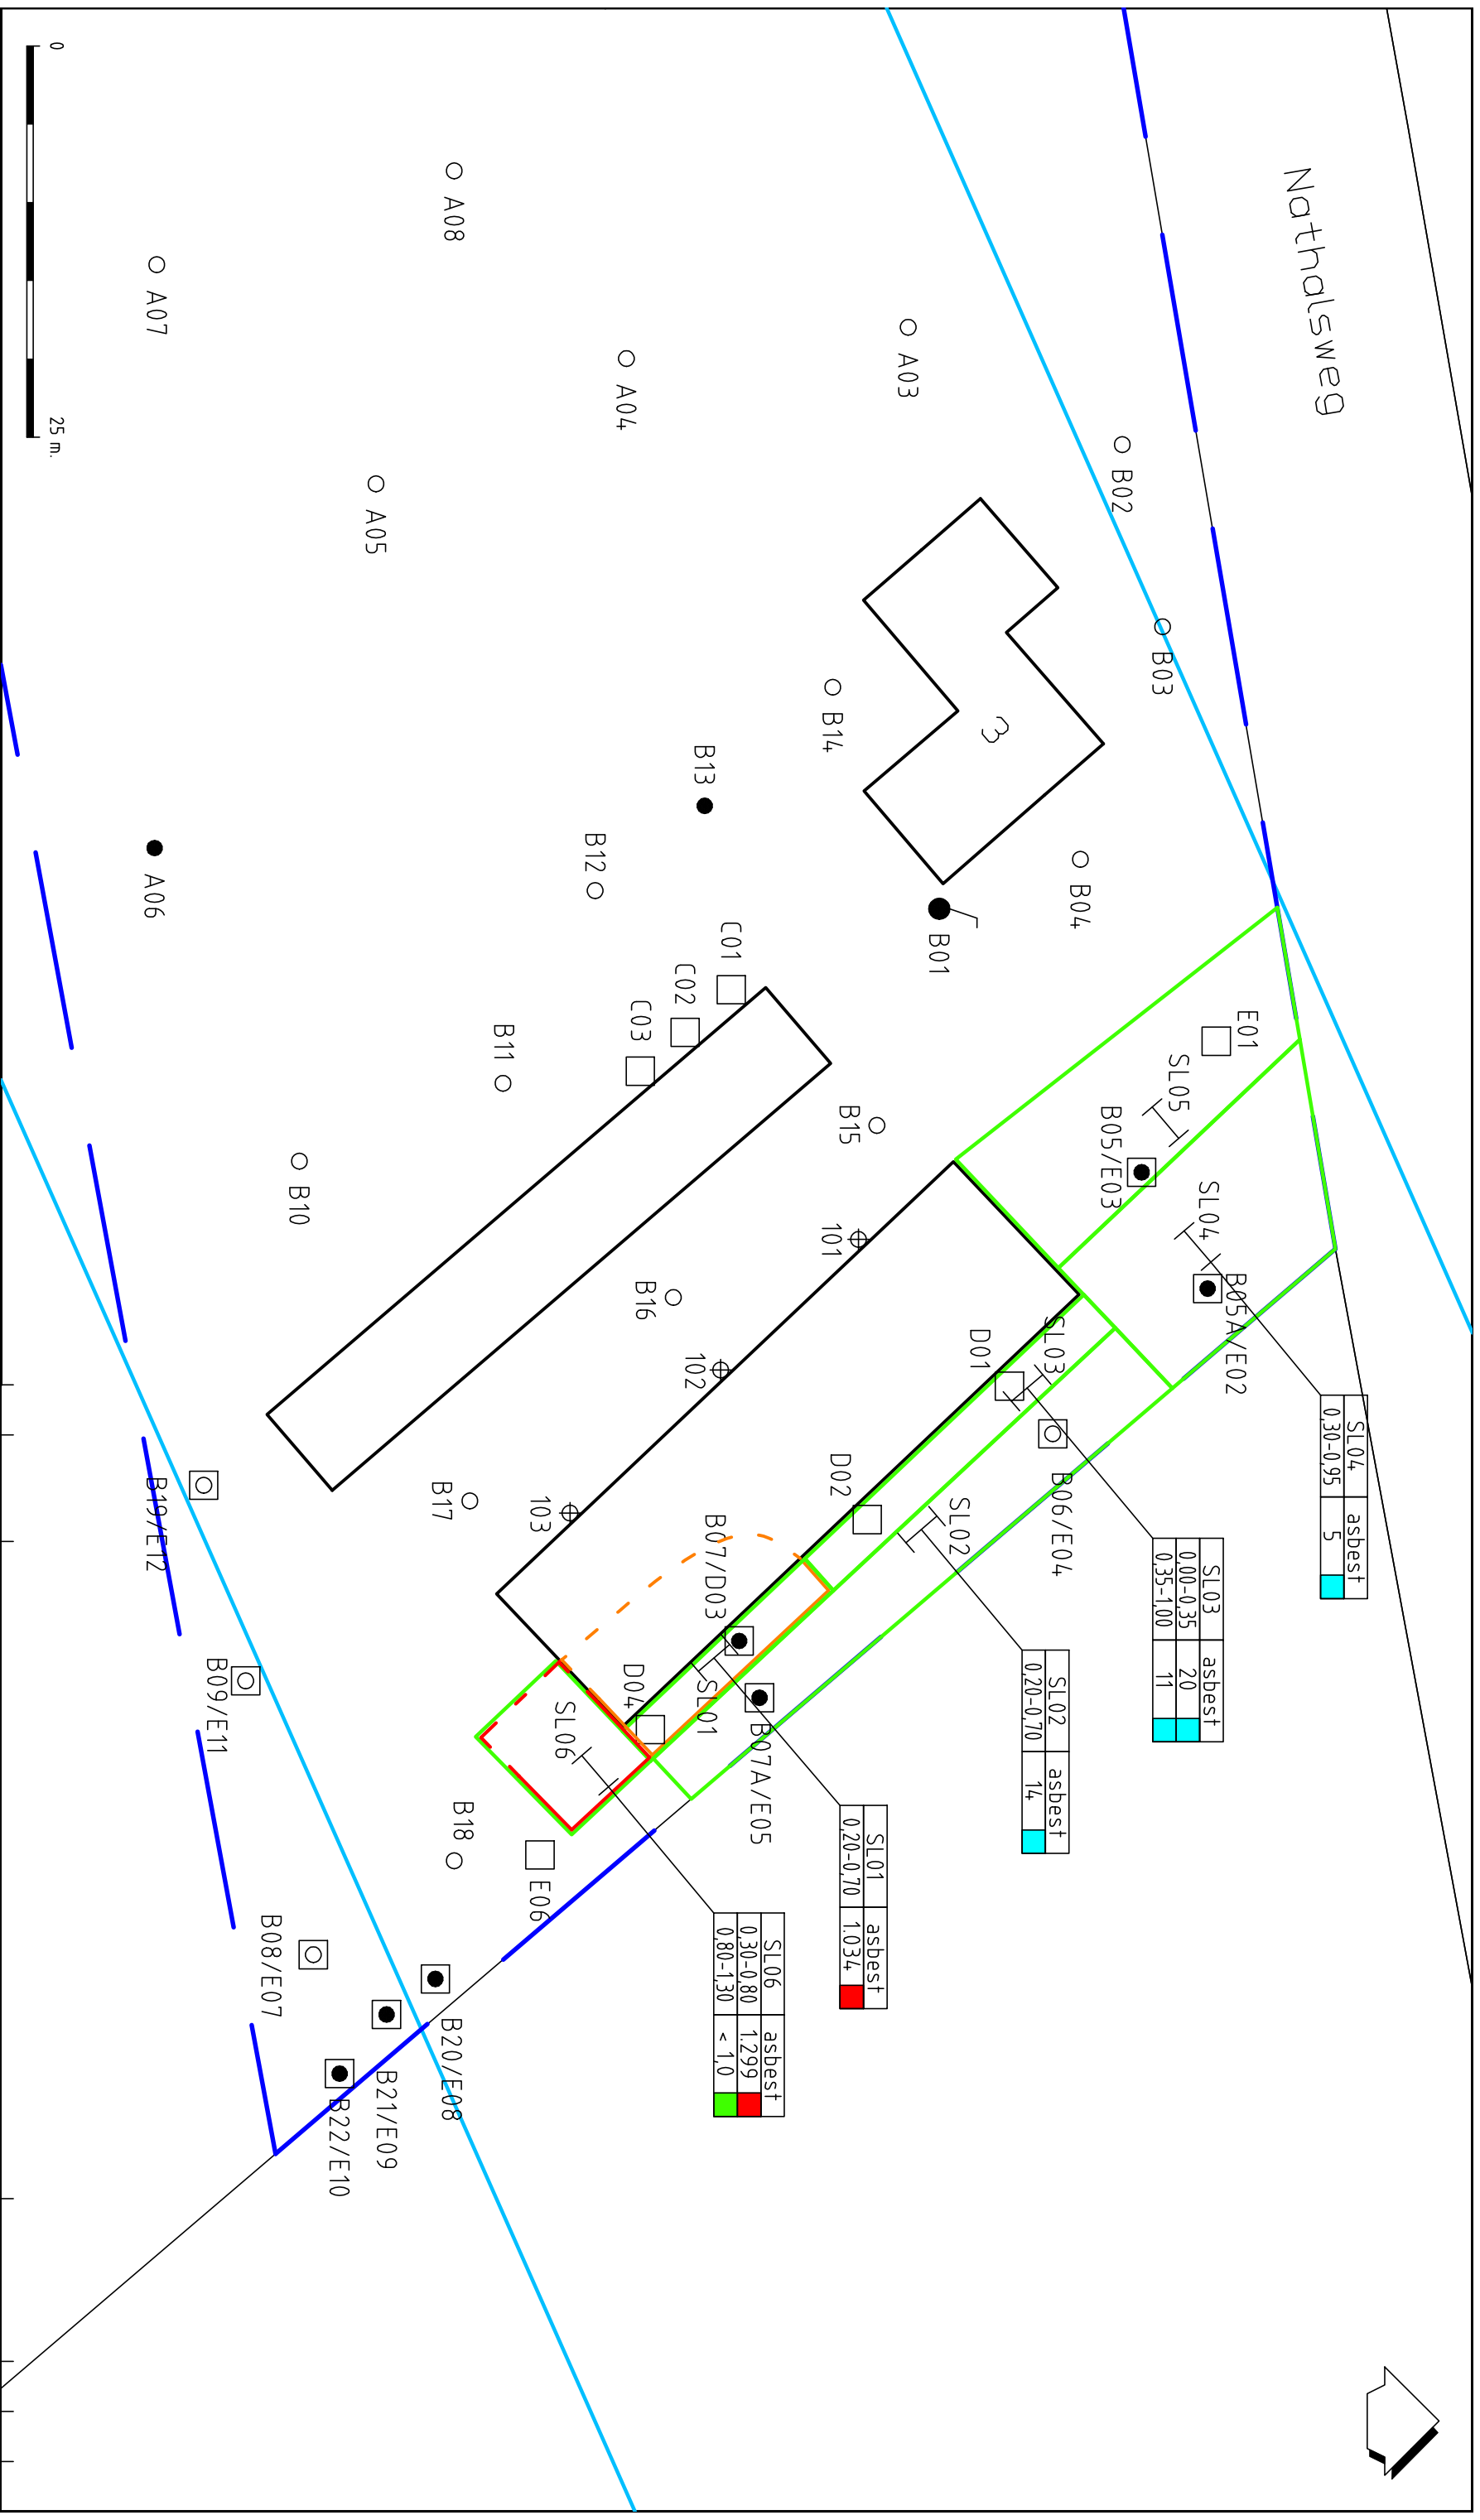 Nathalsweg
B02
B03
A03
A04
A08
A07
A05
3
B14
B13
B12
B04
B01
A06
C01
C02
C03
B11
B15
E01
SL05
B05/E03
SL04
B05A/E02
B10
101
B16
102
SL03
D01
D02
B06/E04
SL02
B17
103
B07/D03
B19/E12
B09/E11
D04
SL01
SL06
B07A/E05
B18
E06
B08/E07
B20/E08
B21/E09
B22/E10
SL04 asbest
0,30-0,95 5
SL03 asbest
0,00-0,35 20
0,35-1,00 11
SL02 asbest
0,20-0,70 14
SL01 asbest
0,20-0,70 1.034
SL06 asbest
0,30-0,80 1.299
0,80-1,30 < 1,0
0 25 m.